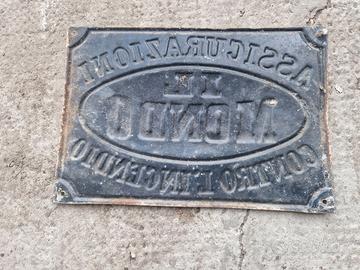 ASSICURAZIONI
IL
MONDO
CONTRO L'INCENDIO